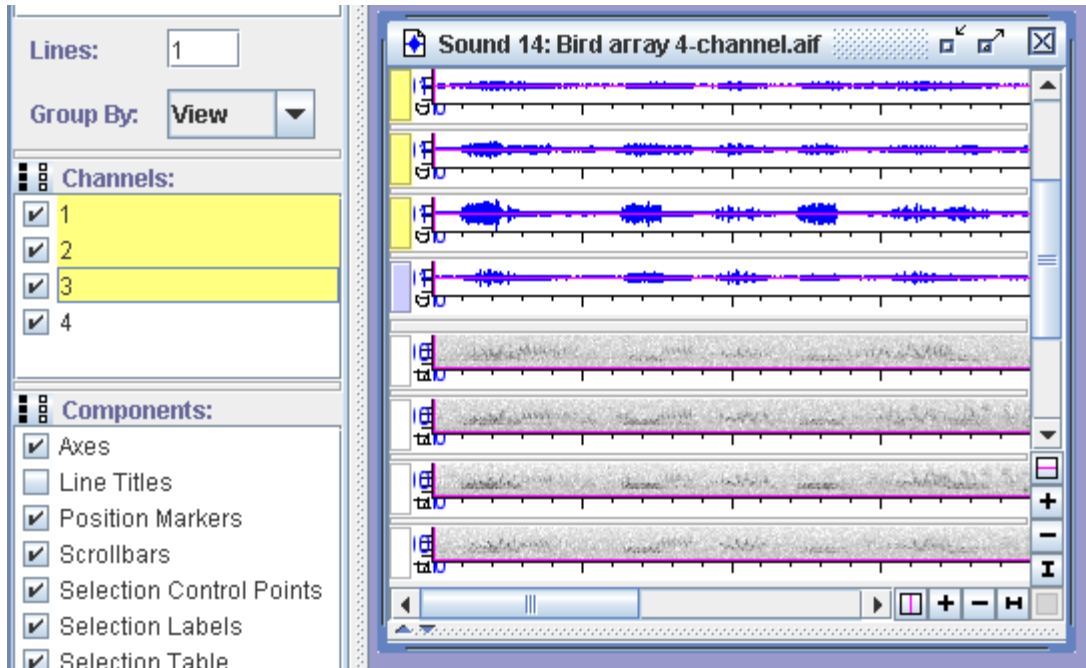 Lines: 1
Group By: View
Channels:
1
2
3
4
Components:
Axes
Line Titles
Position Markers
Scrollbars
Selection Control Points
Selection Labels
Selection Table
Sound 14: Bird array 4-channel.aif